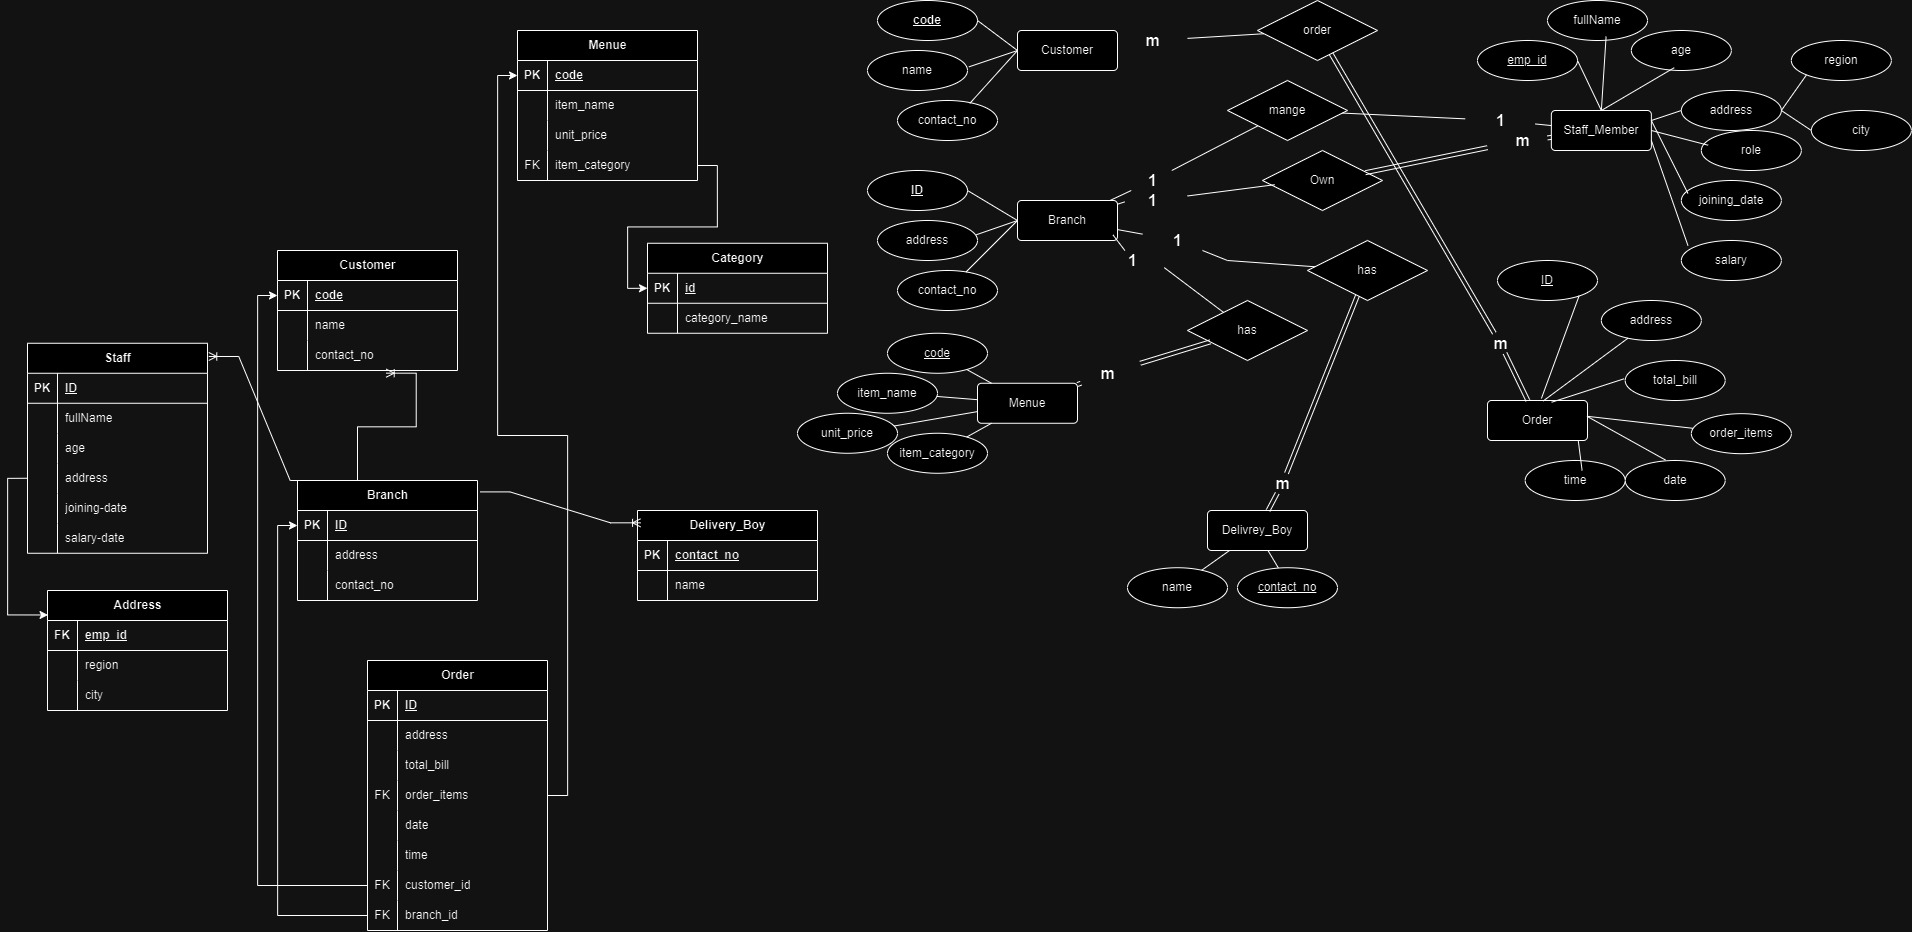 Menue
PK code
item_name
unit_price
FK item_category
Category
PK id
category_name
Customer
PK code
name
contact_no
Staff
PK ID
fullName
age
address
joining-date
salary-date
Address
FK emp_id
region
city
Branch
PK ID
address
contact_no
Delivery_Boy
PK contact_no
name
Order
PK ID
address
total_bill
FK order_items
date
time
FK customer_id
FK branch_id
code
name
contact_no
Customer
m
order
fullName
emp_id
age
region
address
city
Staff_Member
role
joining_date
salary
mange
1
m
1
1
Own
ID
address
contact_no
Branch
1
1
has
has
m
code
item_name
unit_price
item_category
Menue
m
ID
address
total_bill
order_items
Order
time
date
m
Delivrey_Boy
name
contact_no